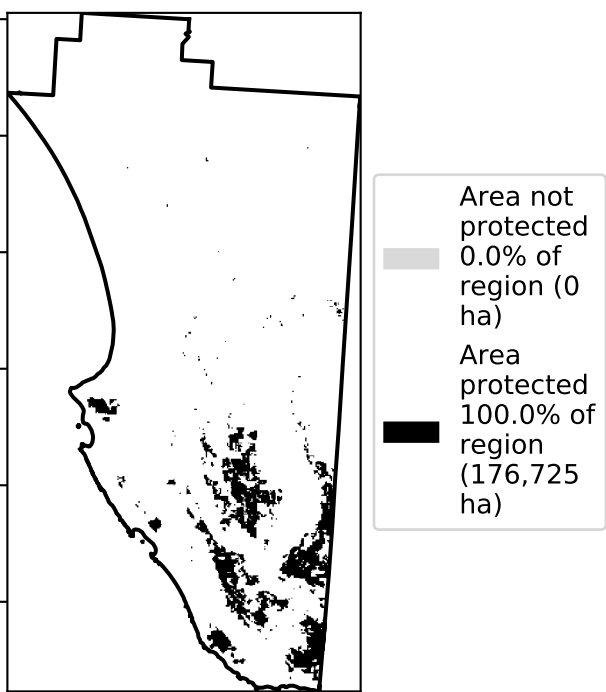 Area not
protected
0.0% of
region (0
ha)
Area
protected
100.0% of
region
(176,725
ha)